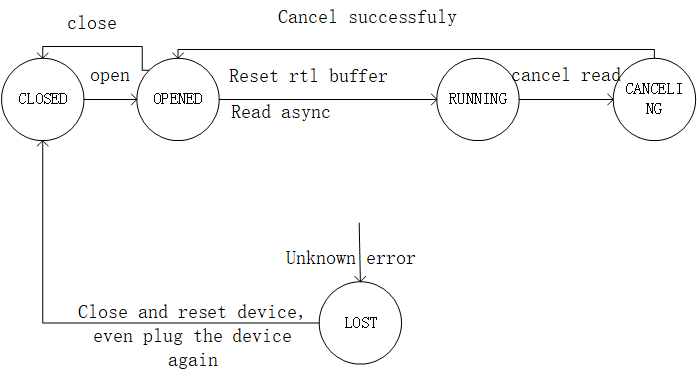 Cancel successfuly
close
open
Reset rtl buffer
cancel read
CLOSED
OPENED
RUNNING
CANCELI
NG
Read async
Unknown error
Close and reset device,
even plug the device
again
LOST